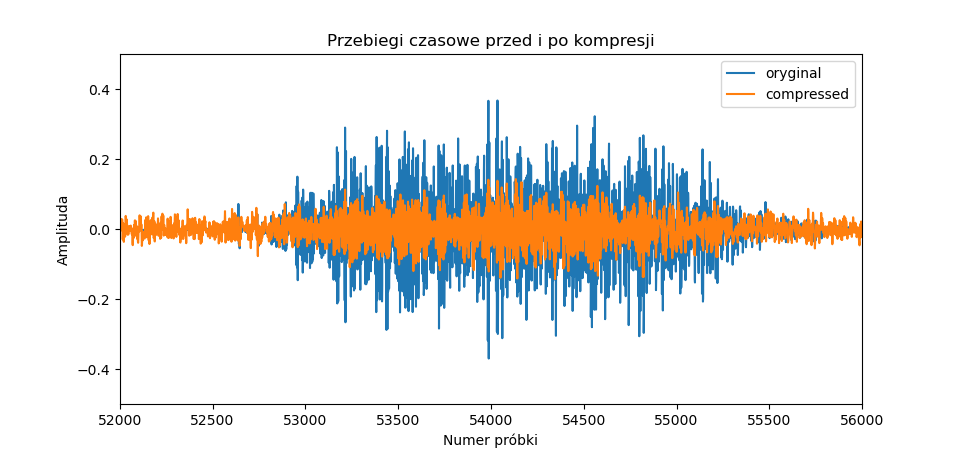 Przebiegi czasowe przed i po kompresji
oryginal
compressed
0.4
0.2
0.0
−0.2
−0.4
Amplituda
52000 52500 53000 53500 54000 54500 55000 55500 56000
Numer próbki